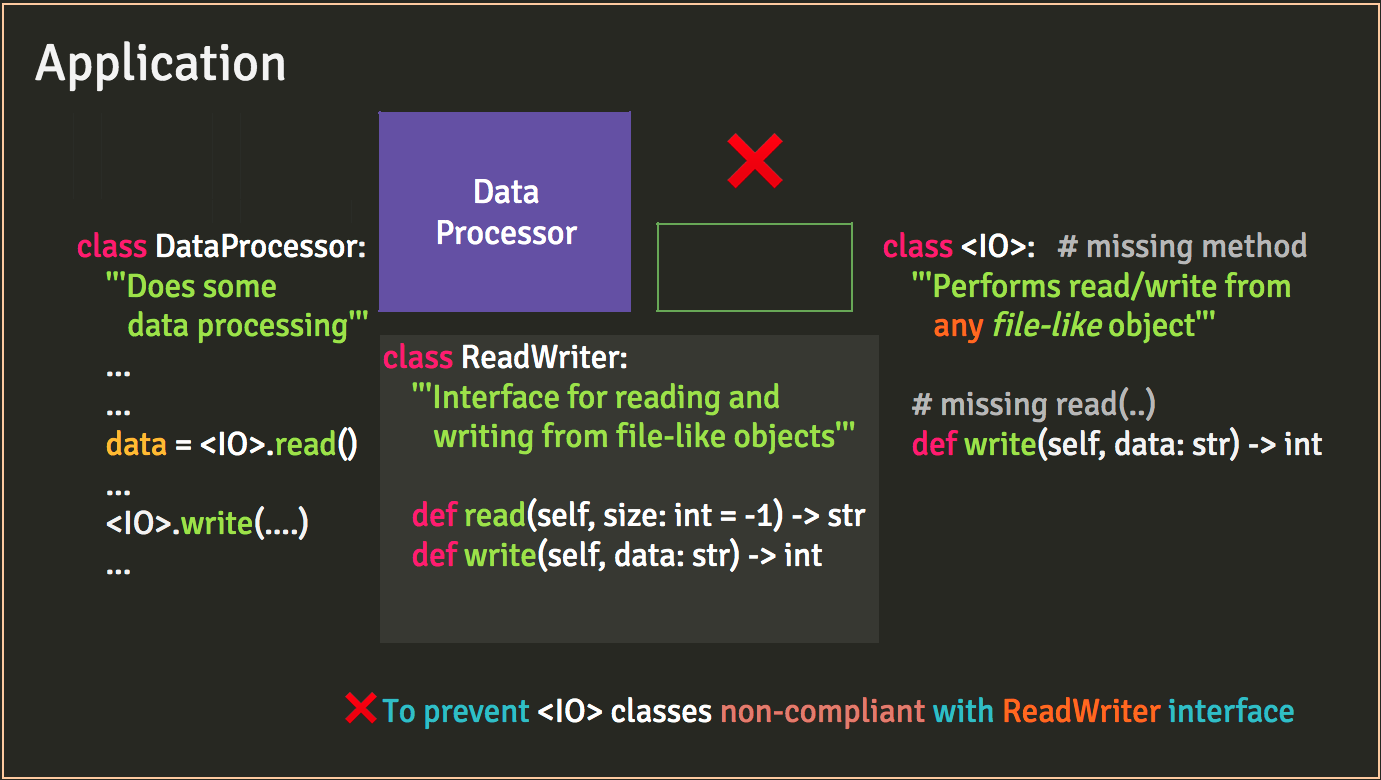 Application
Data
Processor
class DataProcessor:
'''Does some
data processing'''
...
...
data = <IO>.read()
...
<IO>.write(....)
...
class ReadWriter:
'''Interface for reading and
writing from file-like objects'''
def read(self, size: int = -1) -> str
def write(self, data: str) -> int
class <IO>: # missing method
'''Performs read/write from
any file-like object'''
# missing read(..)
def write(self, data: str) -> int
To prevent <IO> classes non-compliant with ReadWriter interface